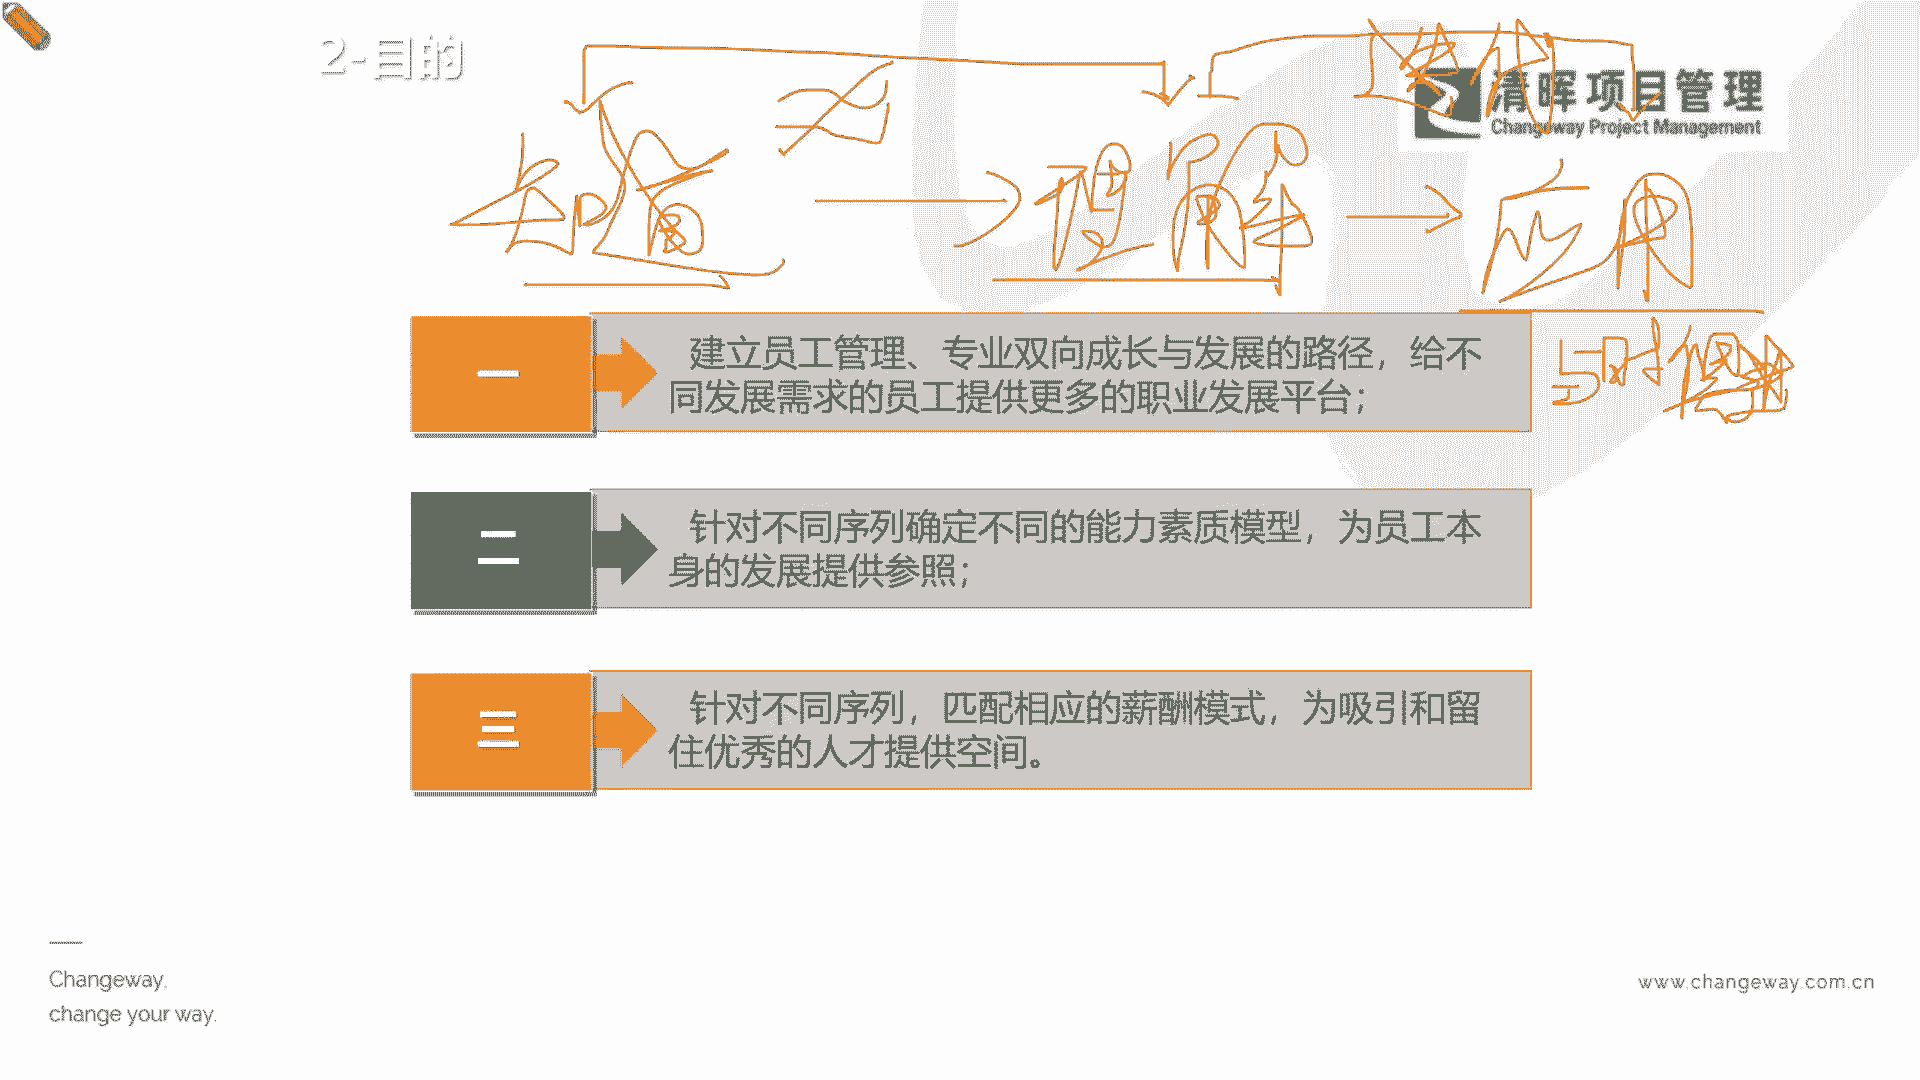 2-目的
迭代
清晖项目管理
Changeway Project Management
知道
理解
应用
与时俱进
一
建立员工管理、专业双向成长与发展的路径，给不
同发展需求的员工提供更多的职业发展平台；
二
针对不同序列确定不同的能力素质模型，为员工本
身的发展提供参照；
三
针对不同序列，匹配相应的薪酬模式，为吸引和留
住优秀的人才提供空间。
Changeway,
change your way.
www.changeway.com.cn